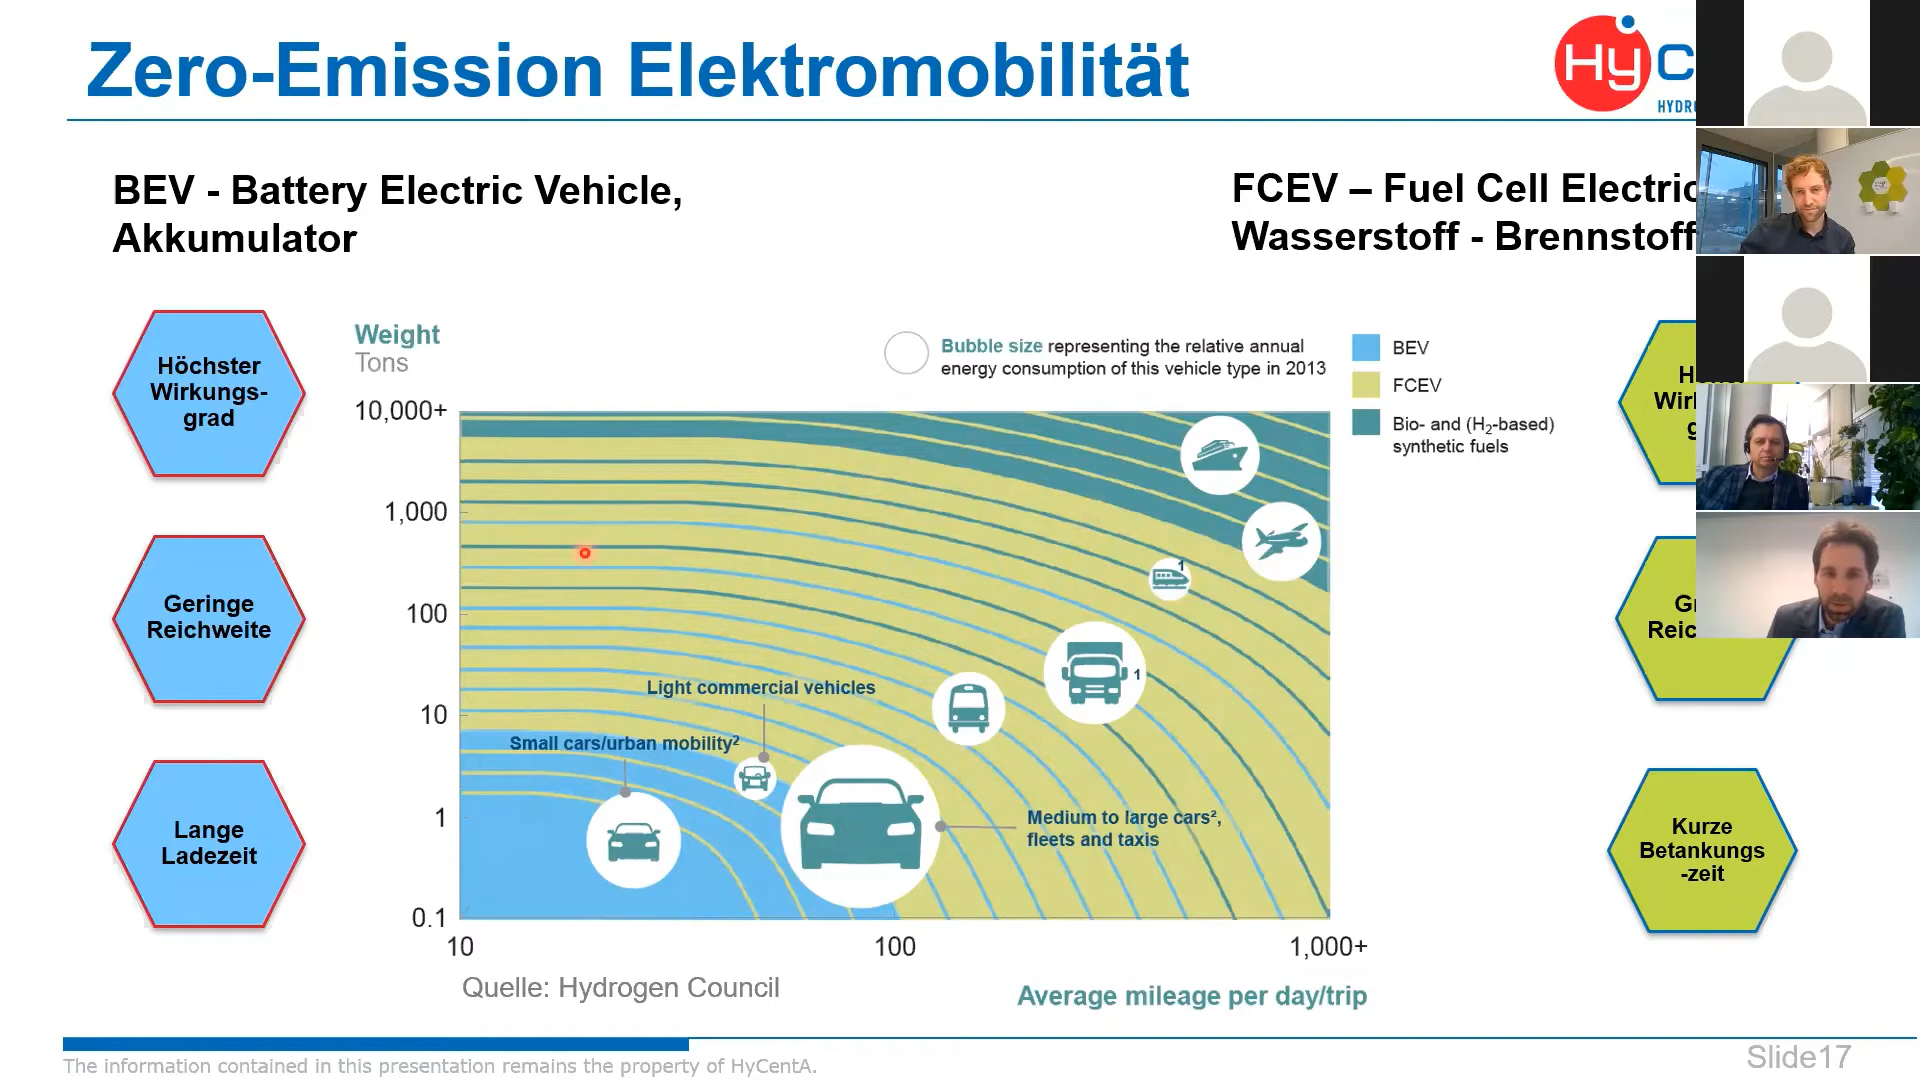 Zero-Emission Elektromobilität
Hy C
HYDR
BEV - Battery Electric Vehicle,
Akkumulator
FCEV – Fuel Cell Electric
Wasserstoff - Brennstoff
Höchster
Wirkungs-
grad
Geringe
Reichweite
Lange
Ladezeit
Weight
Tons
Bubble size representing the relative annual
energy consumption of this vehicle type in 2013
BEV
FCEV
Bio- and (H₂-based)
synthetic fuels
10,000+
1,000
100
10
1
0.1
10
100
1,000+
1
1
Light commercial vehicles
Small cars/urban mobility²
Medium to large cars²,
fleets and taxis
Quelle: Hydrogen Council
Average mileage per day/trip
Kurze
Betankungs
-zeit
The information contained in this presentation remains the property of HyCentA.
Slide17